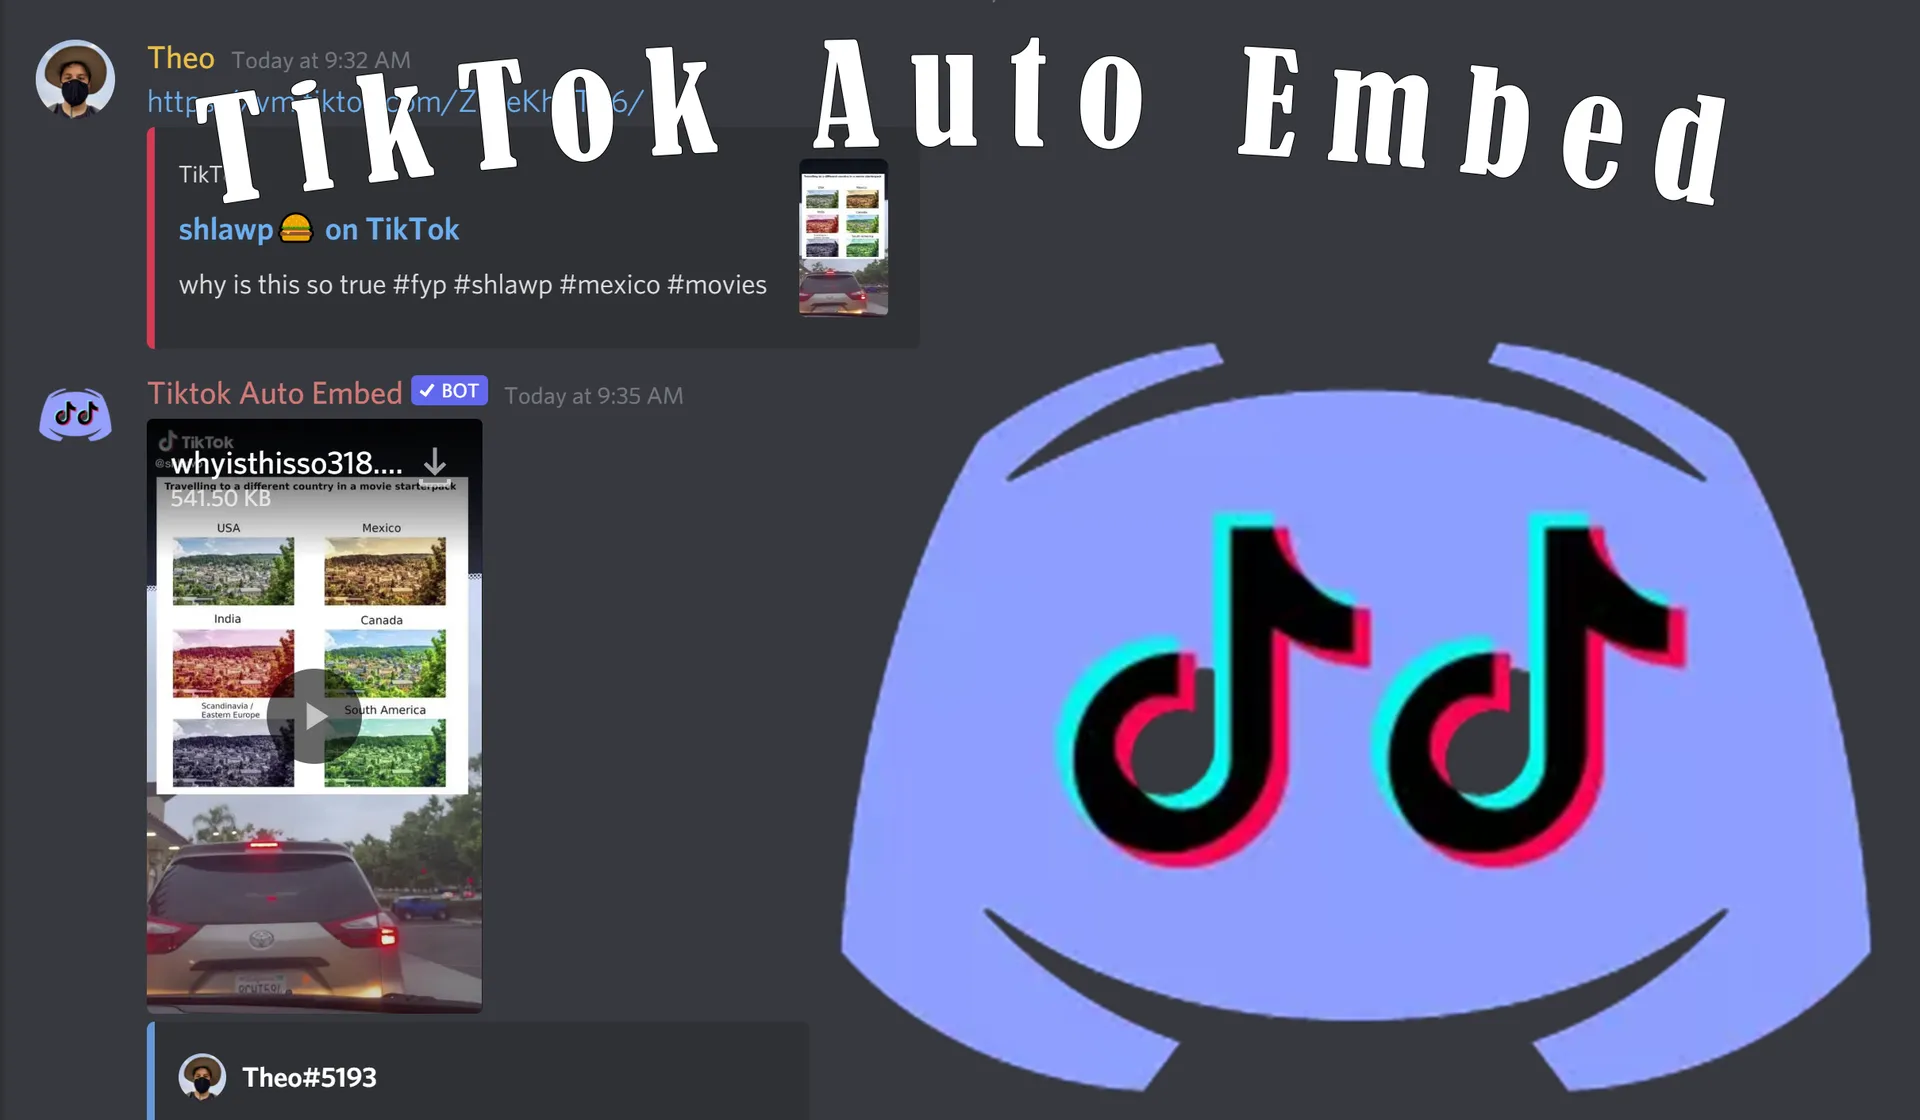 TikTok Auto Embed
Theo Today at 9:32 AM
shlawp🍔 on TikTok
why is this so true #fyp #shlawp #mexico #movies
Tiktok Auto Embed ✓ BOT Today at 9:35 AM
TikTok
whyisthisso318....
Travelling to a different country in a movie starterpack
541.50 KB
USA Mexico
India Canada
Scandinavia / Eastern Europe South America
Theo#5193